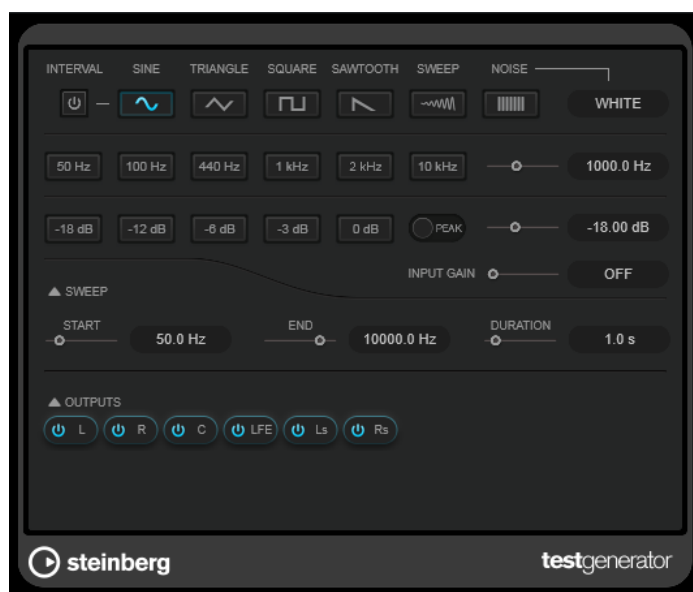 INTERVAL SINE TRIANGLE SQUARE SAWTOOTH SWEEP NOISE
WHITE
50 Hz 100 Hz 440 Hz 1 kHz 2 kHz 10 kHz 1000.0 Hz
-18 dB -12 dB -6 dB -3 dB 0 dB PEAK -18.00 dB
INPUT GAIN OFF
SWEEP
START 50.0 Hz END 10000.0 Hz DURATION 1.0 s
OUTPUTS
L R C LFE Ls Rs
steinberg testgenerator